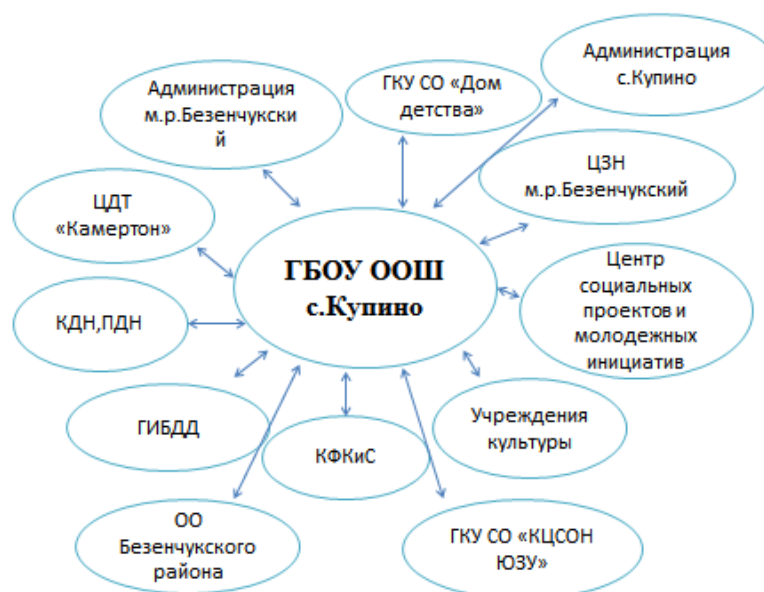 Администрация
с.Купино
ГКУ СО «Дом
детства»
Администрация
м.р.Безенчукски
й
ЦЗН
м.р.Безенчукский
ЦДТ
«Камертон»
ГБОУ ООШ
с.Купино
Центр
социальных
проектов и
молодежных
инициатив
КДН,ПДН
ГИБДД
КФКиС
Учреждения
культуры
ОО
Безенчукского
района
ГКУ СО «КЦСОН
ЮЗУ»